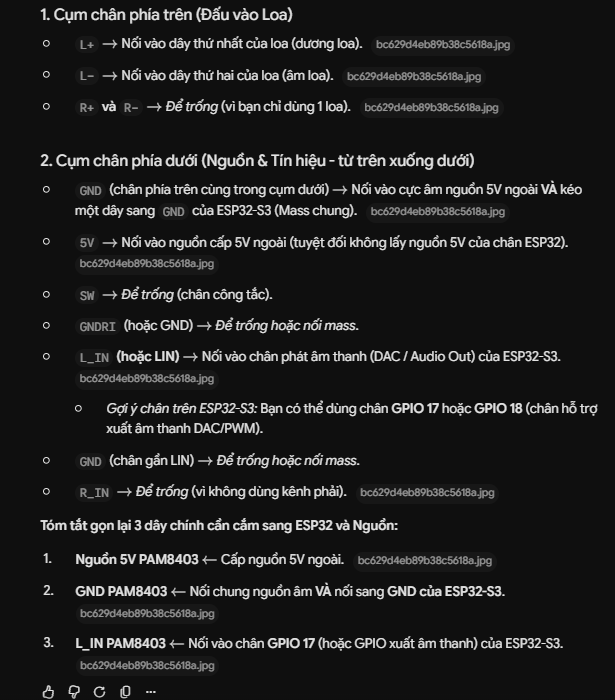 1. Cụm chân phía trên (Đấu vào Loa)
L+ → Nối vào dây thứ nhất của loa (dương loa). bc629d4eb89b38c5618a.jpg
L- → Nối vào dây thứ hai của loa (âm loa). bc629d4eb89b38c5618a.jpg
R+ và R- → Để trống (vì bạn chỉ dùng 1 loa). bc629d4eb89b38c5618a.jpg
2. Cụm chân phía dưới (Nguồn & Tín hiệu - từ trên xuống dưới)
GND (chân phía trên cùng trong cụm dưới) → Nối vào cực âm nguồn 5V ngoài VÀ kéo
một dây sang GND của ESP32-S3 (Mass chung). bc629d4eb89b38c5618a.jpg
5V → Nối vào nguồn cấp 5V ngoài (tuyệt đối không lấy nguồn 5V của chân ESP32).
bc629d4eb89b38c5618a.jpg
SW → Để trống (chân công tắc).
GNDRI (hoặc GND) → Để trống hoặc nối mass.
L_IN (hoặc LIN) → Nối vào chân phát âm thanh (DAC / Audio Out) của ESP32-S3.
bc629d4eb89b38c5618a.jpg
Gợi ý chân trên ESP32-S3: Bạn có thể dùng chân GPIO 17 hoặc GPIO 18 (chân hỗ trợ
xuất âm thanh DAC/PWM).
GND (chân gần LIN) → Để trống hoặc nối mass.
R_IN → Để trống (vì không dùng kênh phải). bc629d4eb89b38c5618a.jpg
Tóm tắt gọn lại 3 dây chính cần cắm sang ESP32 và Nguồn:
1. Nguồn 5V PAM8403 ← Cấp nguồn 5V ngoài. bc629d4eb89b38c5618a.jpg
2. GND PAM8403 ← Nối chung nguồn âm VÀ nối sang GND của ESP32-S3.
bc629d4eb89b38c5618a.jpg
3. L_IN PAM8403 ← Nối vào chân GPIO 17 (hoặc GPIO xuất âm thanh) của ESP32-S3.
bc629d4eb89b38c5618a.jpg